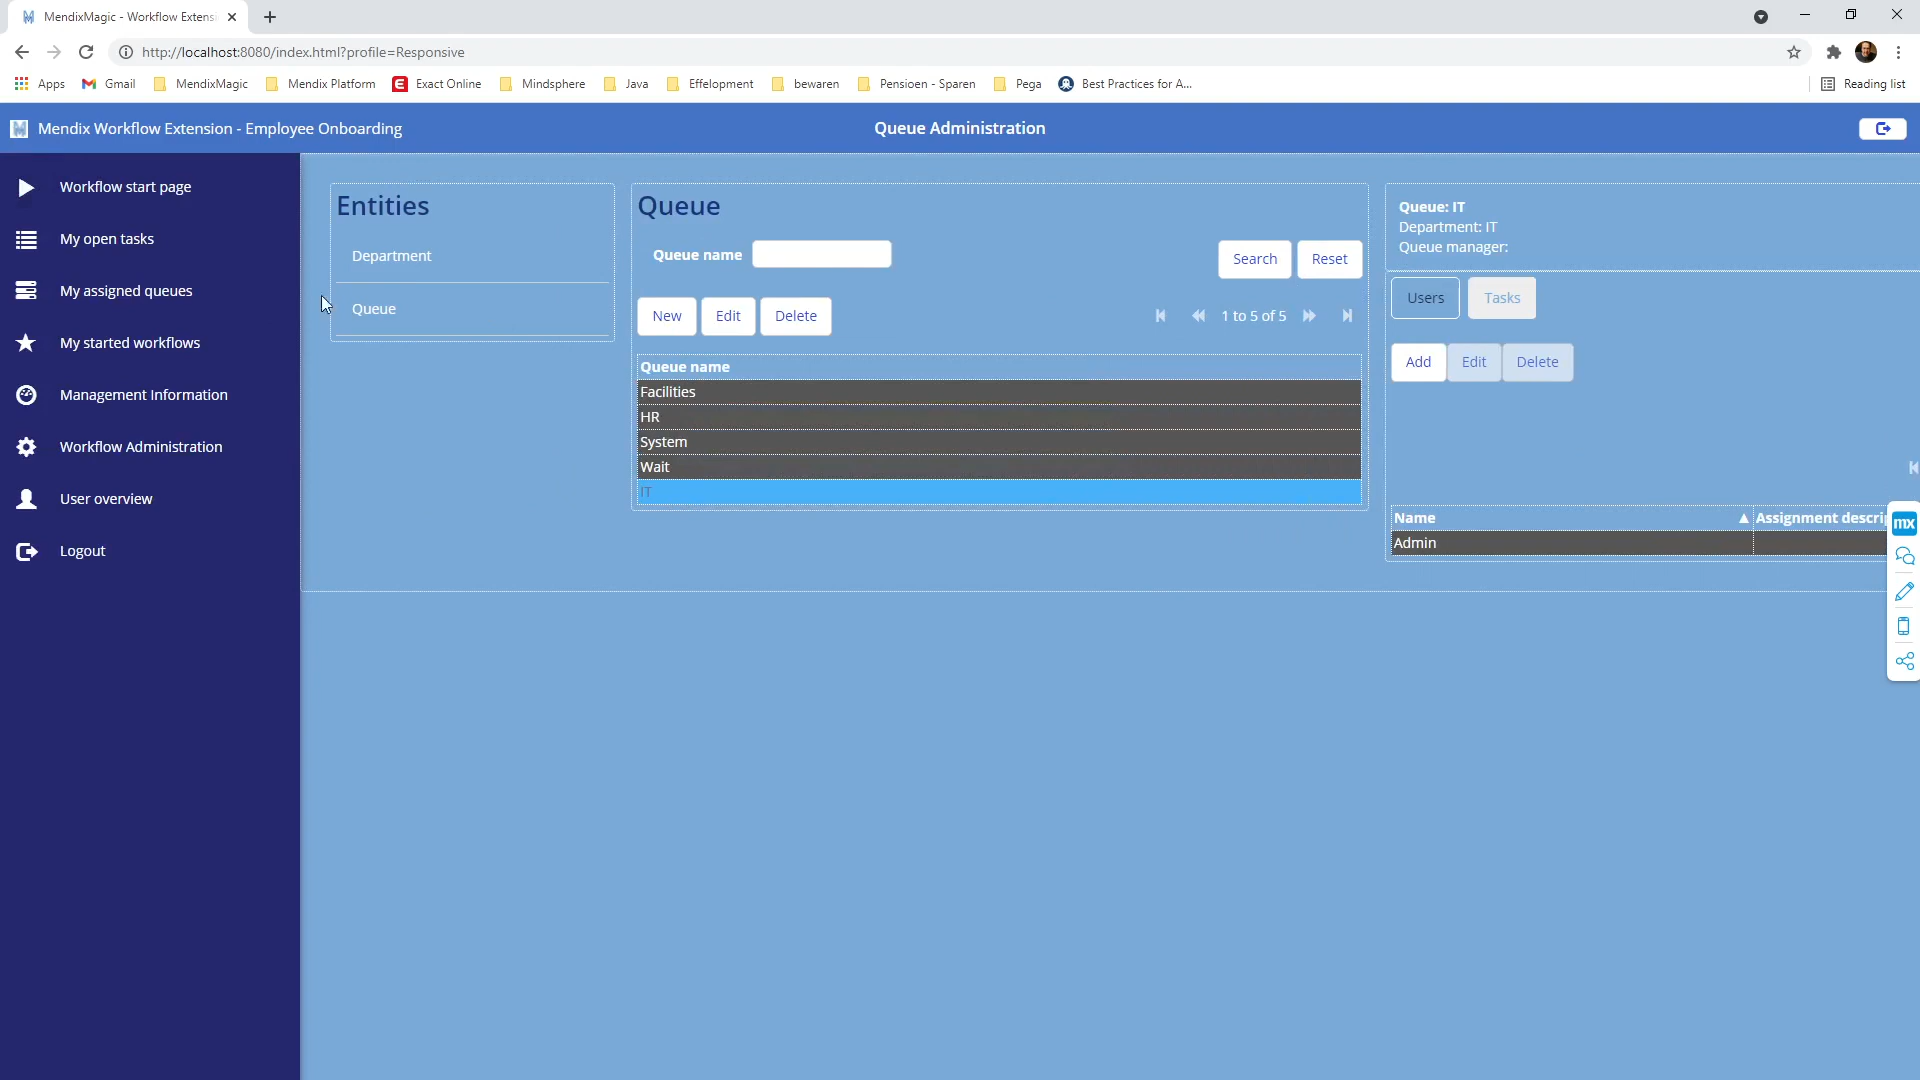 MendixMagic - Workflow Extens
http://localhost:8080/index.html?profile=Responsive
Apps
Gmail
MendixMagic
Mendix Platform
Exact Online
Mindsphere
Java
Effelopment
bewaren
Pensioen - Sparen
Pega
Best Practices for A...
Reading list
Mendix Workflow Extension - Employee Onboarding
Queue Administration
Workflow start page
My open tasks
My assigned queues
My started workflows
Management Information
Workflow Administration
User overview
Logout
Entities
Department
Queue
Queue
Queue name
Search
Reset
New
Edit
Delete
1 to 5 of 5
Queue name
Facilities
HR
System
Wait
IT
Queue: IT
Department: IT
Queue manager:
Users
Tasks
Add
Edit
Delete
Name
Assignment descrip
Admin
mx